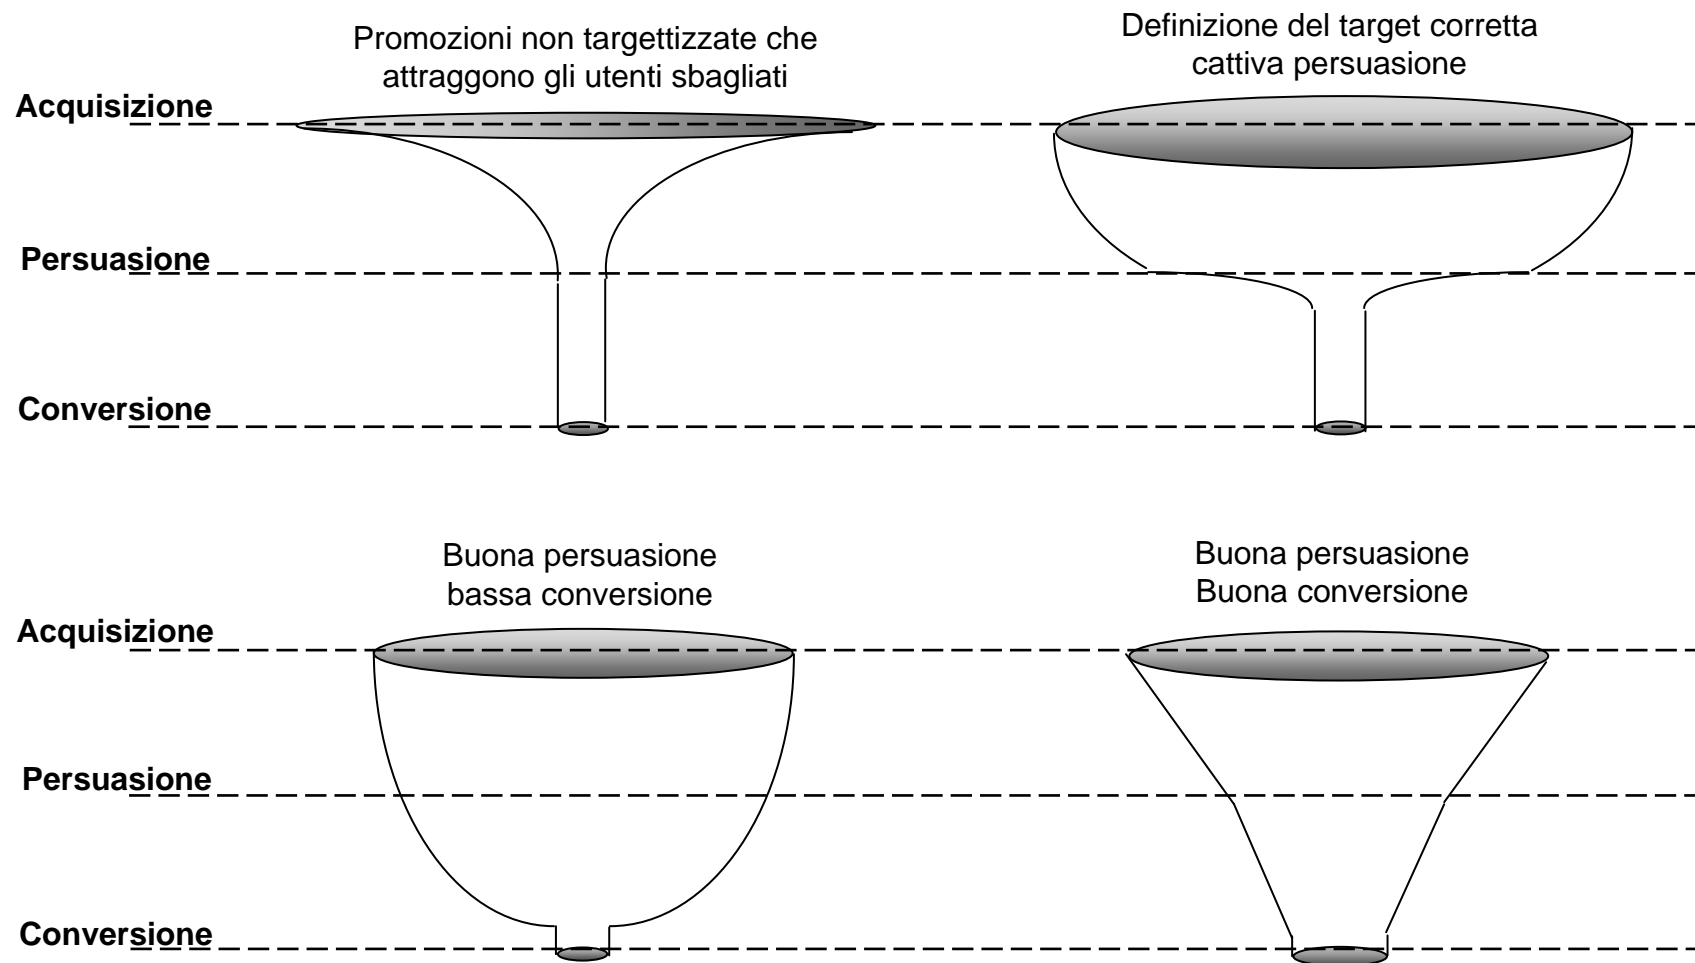 Promozioni non targettizzate che
attraggono gli utenti sbagliati
Definizione del target corretta
cattiva persuasione
Acquisizione
Persuasione
Conversione
Buona persuasione
bassa conversione
Buona persuasione
Buona conversione
Acquisizione
Persuasione
Conversione